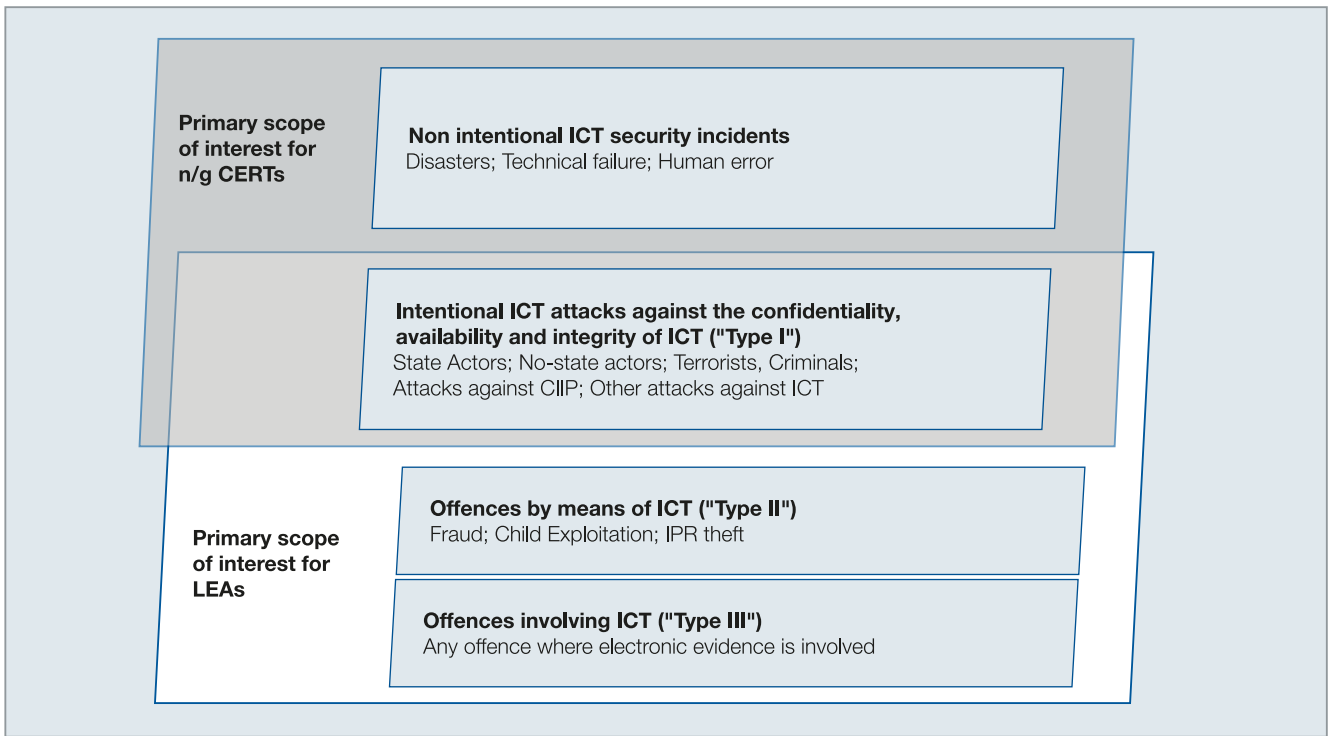 Primary scope
of interest for
n/g CERTs
Non intentional ICT security incidents
Disasters; Technical failure; Human error
Intentional ICT attacks against the confidentiality,
availability and integrity of ICT ("Type I")
State Actors; No-state actors; Terrorists, Criminals;
Attacks against CIIP; Other attacks against ICT
Primary scope
of interest for
LEAs
Offences by means of ICT ("Type II")
Fraud; Child Exploitation; IPR theft
Offences involving ICT ("Type III")
Any offence where electronic evidence is involved